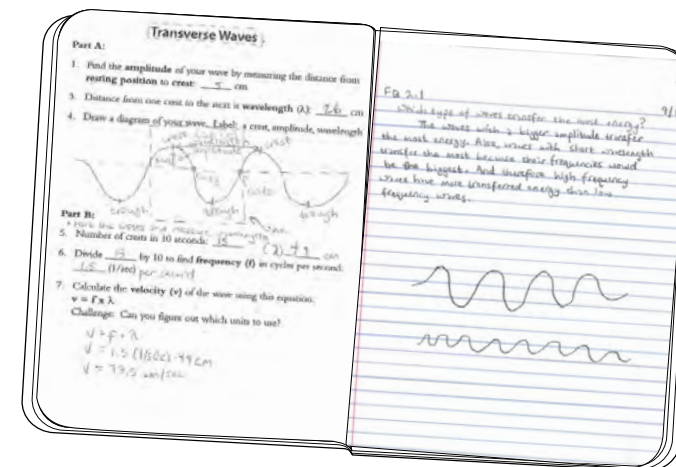 Transverse Waves
Part A:
1. Find the amplitude of your wave by measuring the distance from
resting position to crest: 5 cm
3. Distance from one crest to the next is wavelength (λ): cm
4. Draw a diagram of your wave. Label: a crest, amplitude, wavelength
crest
trough
trough
trough
Part B:
5. Number of crests in 10 seconds: 15
(λ) cm
6. Divide 15 by 10 to find frequency (f) in cycles per second:
1.5 (1/sec) per second
7. Calculate the velocity (v) of the wave using this equation.
v = f x λ
Challenge: Can you figure out which units to use?
V = f · λ
V = 1.5 (1/sec) · cm
V = cm/sec
FQ 2.1
9/
Which type of waves transfer the most energy?
The waves with a bigger amplitude transfer
the most energy. Also, waves with short wavelength
transfer the most because their frequencies would
be the biggest. And therefore high frequency
waves have more transferred energy than low
frequency waves.